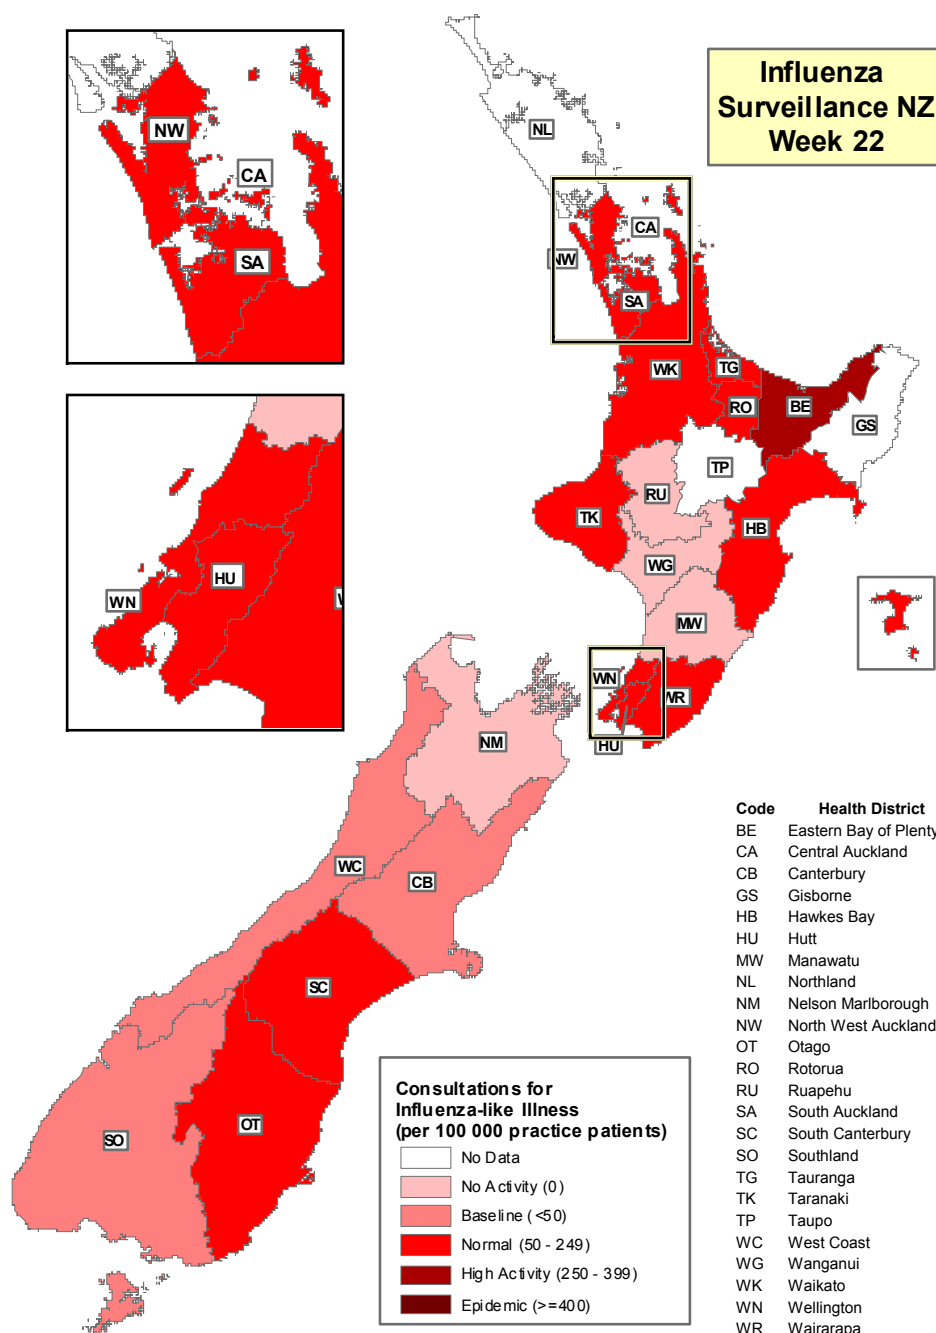 Influenza
Surveillance NZ
Week 22
NL
NW
CA
SA
CA
NW
SA
WK
TG
RO
BE
GS
TP
RU
TK
HB
WG
MW
HU
WN
WN
WR
HU
NM
WC
CB
SC
OT
SO
Code Health District
BE Eastern Bay of Plenty
CA Central Auckland
CB Canterbury
GS Gisborne
HB Hawkes Bay
HU Hutt
MW Manawatu
NL Northland
NM Nelson Marlborough
NW North West Auckland
OT Otago
RO Rotorua
RU Ruapehu
SA South Auckland
SC South Canterbury
SO Southland
TG Tauranga
TK Taranaki
TP Taupo
WC West Coast
WG Wanganui
WK Waikato
WN Wellington
WR Wairarapa
Consultations for
Influenza-like Illness
(per 100 000 practice patients)
No Data
No Activity (0)
Baseline (<50)
Normal (50 - 249)
High Activity (250 - 399)
Epidemic (>=400)